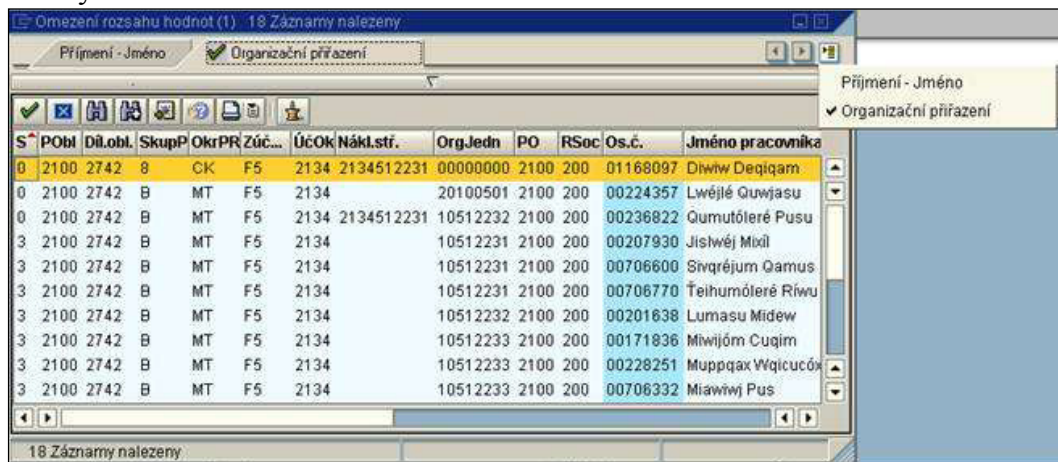 Omezení rozsahu hodnot (1) 18 Záznamy nalezeny
Příjmení - Jméno Organizační přiřazení
Příjmení - Jméno
Organizační přiřazení
S PObl Díl.obl. SkupP OkrPR Zúč... ÚčOk Nákl.stř. OrgJedn PO RSoc Os.č. Jméno pracovníka
0 2100 2742 8 CK F5 2134 2134512231 00000000 2100 200 01168097 Diwiw Deqiqam
0 2100 2742 B MT F5 2134 20100501 2100 200 00224357 Lwéjlé Quwjasu
0 2100 2742 B MT F5 2134 2134512231 10512232 2100 200 00236822 Qumutóleré Pusu
3 2100 2742 B MT F5 2134 10512231 2100 200 00207930 Jislwéj Mixíl
3 2100 2742 B MT F5 2134 10512231 2100 200 00706600 Sivqréjum Qamus
3 2100 2742 B MT F5 2134 10512231 2100 200 00706770 Ťeihumóleré Ríwu
3 2100 2742 B MT F5 2134 10512232 2100 200 00201638 Lumasu Midew
3 2100 2742 B MT F5 2134 10512233 2100 200 00171836 Miwijóm Cuqim
3 2100 2742 B MT F5 2134 10512233 2100 200 00228251 Muppqax Wqicucóx
3 2100 2742 B MT F5 2134 10512233 2100 200 00706332 Miawiwj Pus
18 Záznamy nalezeny